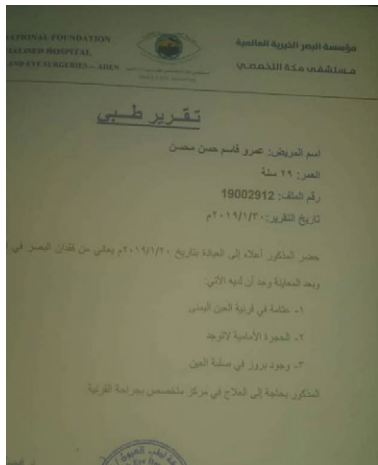 NATIONAL FOUNDATION
مؤسسة البصر الخيرية العالمية
CIALISED HOSPITAL
مستشفى مكة التخصصي
AND EYE SURGERIES – ADEN
تقرير طبي
اسم المريض: عمرو قاسم حسن محسن
العمر: ٢٩ سنة
رقم الملف: 19002912
تاريخ التقرير: ٢٠١٩/١/٣٠م
حضر المذكور أعلاه إلى العيادة بتاريخ ٢٠١٩/١/٢٠م يعاني من فقدان البصر في
وبعد المعاينة وجد أن لديه الآتي:
١- عتامة في قرنية العين اليمنى
٢- الحجرة الأمامية لاتوجد
٣- وجود بروز في صلبة العين
المذكور بحاجة إلى العلاج في مركز متخصص بجراحة القرنية